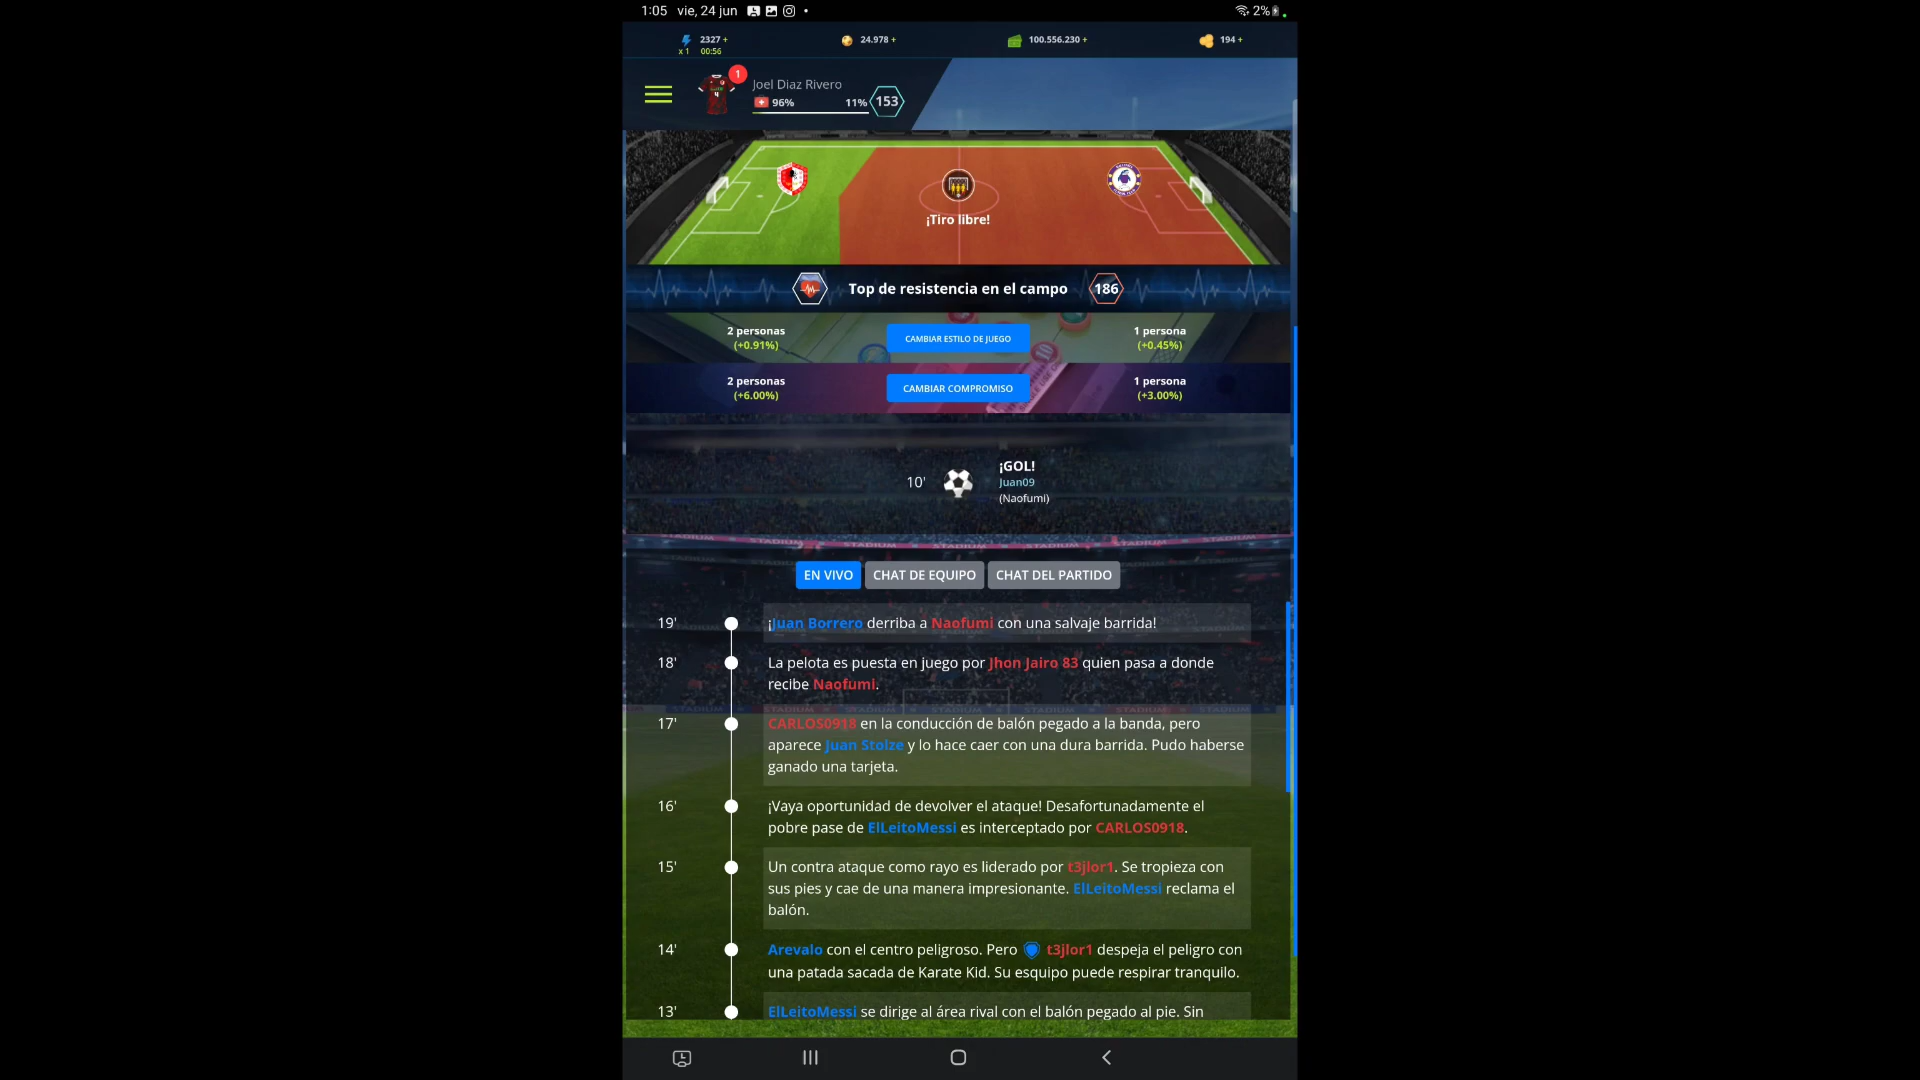 1:05 vie, 24 jun
2%
2327 +
x 1 00:56
24.978 +
100.556.230 +
194 +
1
4
Joel Diaz Rivero
96% 11% 153
¡Tiro libre!
Top de resistencia en el campo 186
2 personas
(+0.91%)
CAMBIAR ESTILO DE JUEGO
1 persona
(+0.45%)
2 personas
(+6.00%)
CAMBIAR COMPROMISO
1 persona
(+3.00%)
10'
¡GOL!
Juan09
(Naofumi)
STADIUM STADIUM STADIUM STADIUM STADIUM STADIUM STADIUM
EN VIVO CHAT DE EQUIPO CHAT DEL PARTIDO
19' ¡Juan Borrero derriba a Naofumi con una salvaje barrida!
18' La pelota es puesta en juego por Jhon Jairo 83 quien pasa a donde
recibe Naofumi.
17' CARLOS0918 en la conducción de balón pegado a la banda, pero
aparece Juan Stolze y lo hace caer con una dura barrida. Pudo haberse
ganado una tarjeta.
16' ¡Vaya oportunidad de devolver el ataque! Desafortunadamente el
pobre pase de ElLeitoMessi es interceptado por CARLOS0918.
15' Un contra ataque como rayo es liderado por t3jlor1. Se tropieza con
sus pies y cae de una manera impresionante. ElLeitoMessi reclama el
balón.
14' Arevalo con el centro peligroso. Pero t3jlor1 despeja el peligro con
una patada sacada de Karate Kid. Su esquipo puede respirar tranquilo.
13' ElLeitoMessi se dirige al área rival con el balón pegado al pie. Sin